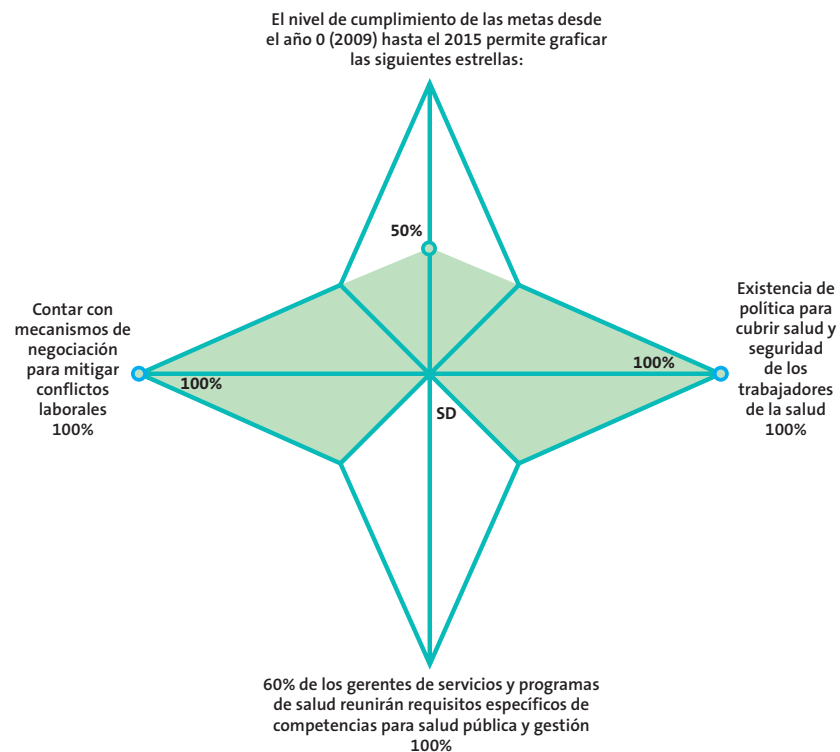 El nivel de cumplimiento de las metas desde
el año 0 (2009) hasta el 2015 permite graficar
las siguientes estrellas:
50%
Contar con
mecanismos de
negociación
para mitigar
conflictos
laborales
100%
100%
100%
Existencia de
política para
cubrir salud y
seguridad
de los
trabajadores
de la salud
100%
SD
60% de los gerentes de servicios y programas
de salud reunirán requisitos específicos de
competencias para salud pública y gestión
100%